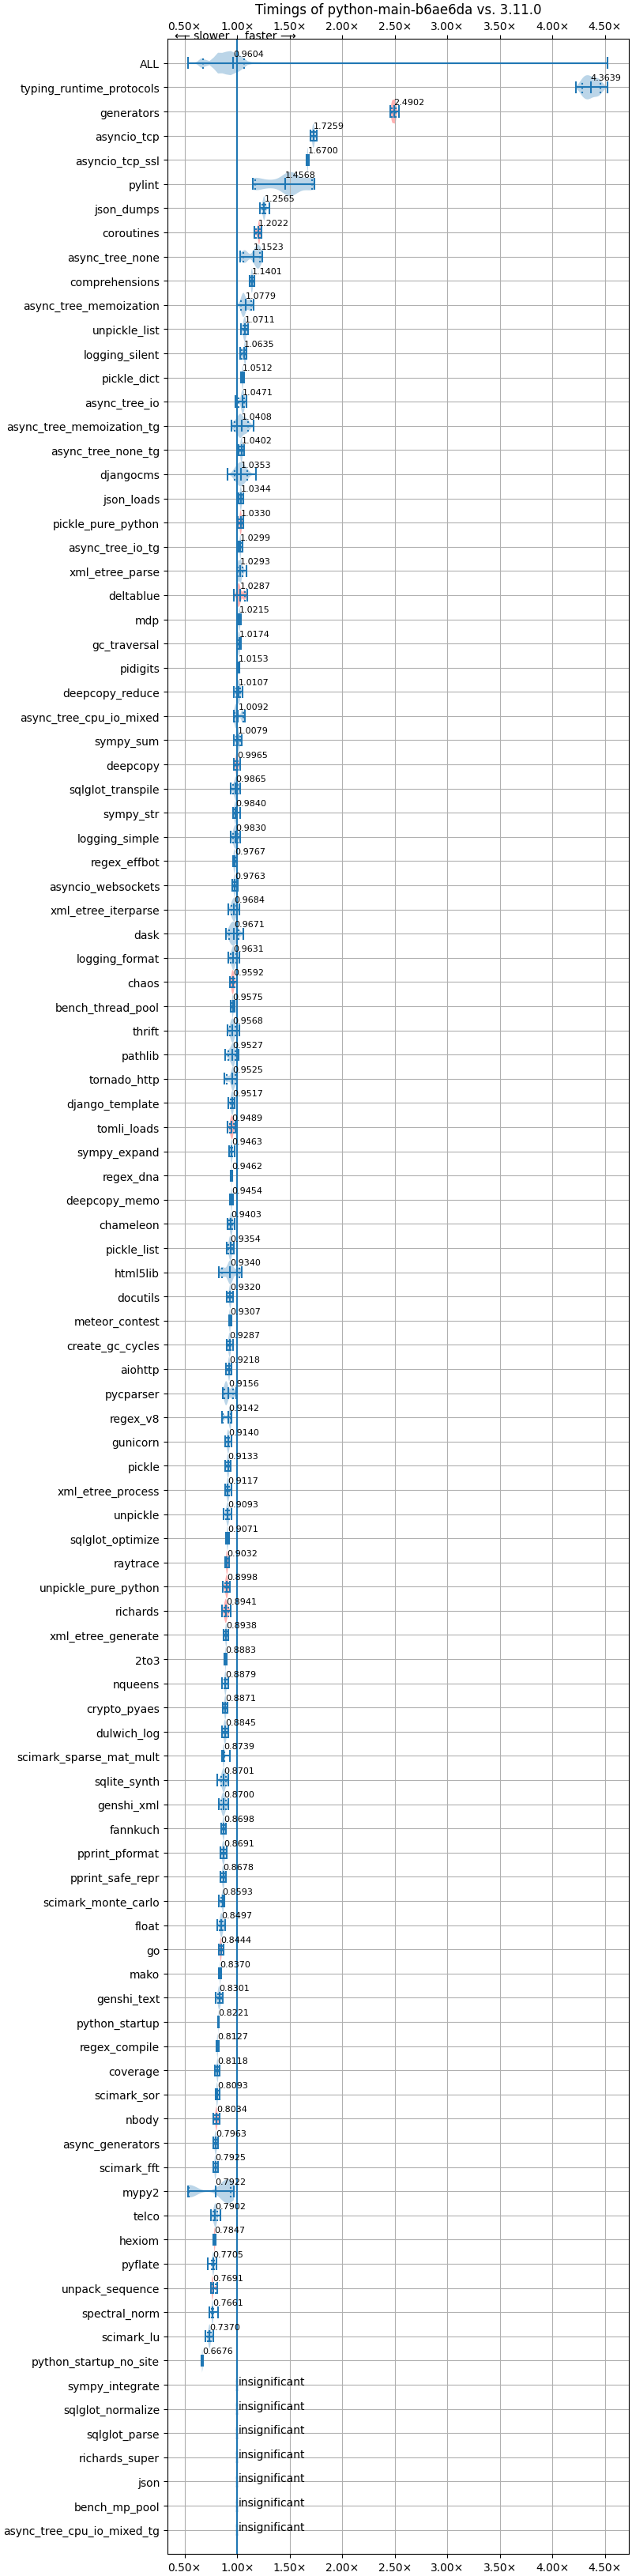 Timings of python-main-b6ae6da vs. 3.11.0
0.50× 1.00× 1.50× 2.00× 2.50× 3.00× 3.50× 4.00× 4.50×
⟵ slower faster ⟶
ALL 0.9604
typing_runtime_protocols 4.3639
generators 2.4902
asyncio_tcp 1.7259
asyncio_tcp_ssl 1.6700
pylint 1.4568
json_dumps 1.2565
coroutines 1.2022
async_tree_none 1.1523
comprehensions 1.1401
async_tree_memoization 1.0779
unpickle_list 1.0711
logging_silent 1.0635
pickle_dict 1.0512
async_tree_io 1.0471
async_tree_memoization_tg 1.0408
async_tree_none_tg 1.0402
djangocms 1.0353
json_loads 1.0344
pickle_pure_python 1.0330
async_tree_io_tg 1.0299
xml_etree_parse 1.0293
deltablue 1.0287
mdp 1.0215
gc_traversal 1.0174
pidigits 1.0153
deepcopy_reduce 1.0107
async_tree_cpu_io_mixed 1.0092
sympy_sum 1.0079
deepcopy 0.9965
sqlglot_transpile 0.9865
sympy_str 0.9840
logging_simple 0.9830
regex_effbot 0.9767
asyncio_websockets 0.9763
xml_etree_iterparse 0.9684
dask 0.9671
logging_format 0.9631
chaos 0.9592
bench_thread_pool 0.9575
thrift 0.9568
pathlib 0.9527
tornado_http 0.9525
django_template 0.9517
tomli_loads 0.9489
sympy_expand 0.9463
regex_dna 0.9462
deepcopy_memo 0.9454
chameleon 0.9403
pickle_list 0.9354
html5lib 0.9340
docutils 0.9320
meteor_contest 0.9307
create_gc_cycles 0.9287
aiohttp 0.9218
pycparser 0.9156
regex_v8 0.9142
gunicorn 0.9140
pickle 0.9133
xml_etree_process 0.9117
unpickle 0.9093
sqlglot_optimize 0.9071
raytrace 0.9032
unpickle_pure_python 0.8998
richards 0.8941
xml_etree_generate 0.8938
2to3 0.8883
nqueens 0.8879
crypto_pyaes 0.8871
dulwich_log 0.8845
scimark_sparse_mat_mult 0.8739
sqlite_synth 0.8701
genshi_xml 0.8700
fannkuch 0.8698
pprint_pformat 0.8691
pprint_safe_repr 0.8678
scimark_monte_carlo 0.8593
float 0.8497
go 0.8444
mako 0.8370
genshi_text 0.8301
python_startup 0.8221
regex_compile 0.8127
coverage 0.8118
scimark_sor 0.8093
nbody 0.8034
async_generators 0.7963
scimark_fft 0.7925
mypy2 0.7922
telco 0.7902
hexiom 0.7847
pyflate 0.7705
unpack_sequence 0.7691
spectral_norm 0.7661
scimark_lu 0.7370
python_startup_no_site 0.6676
sympy_integrate insignificant
sqlglot_normalize insignificant
sqlglot_parse insignificant
richards_super insignificant
json insignificant
bench_mp_pool insignificant
async_tree_cpu_io_mixed_tg insignificant
0.50× 1.00× 1.50× 2.00× 2.50× 3.00× 3.50× 4.00× 4.50×